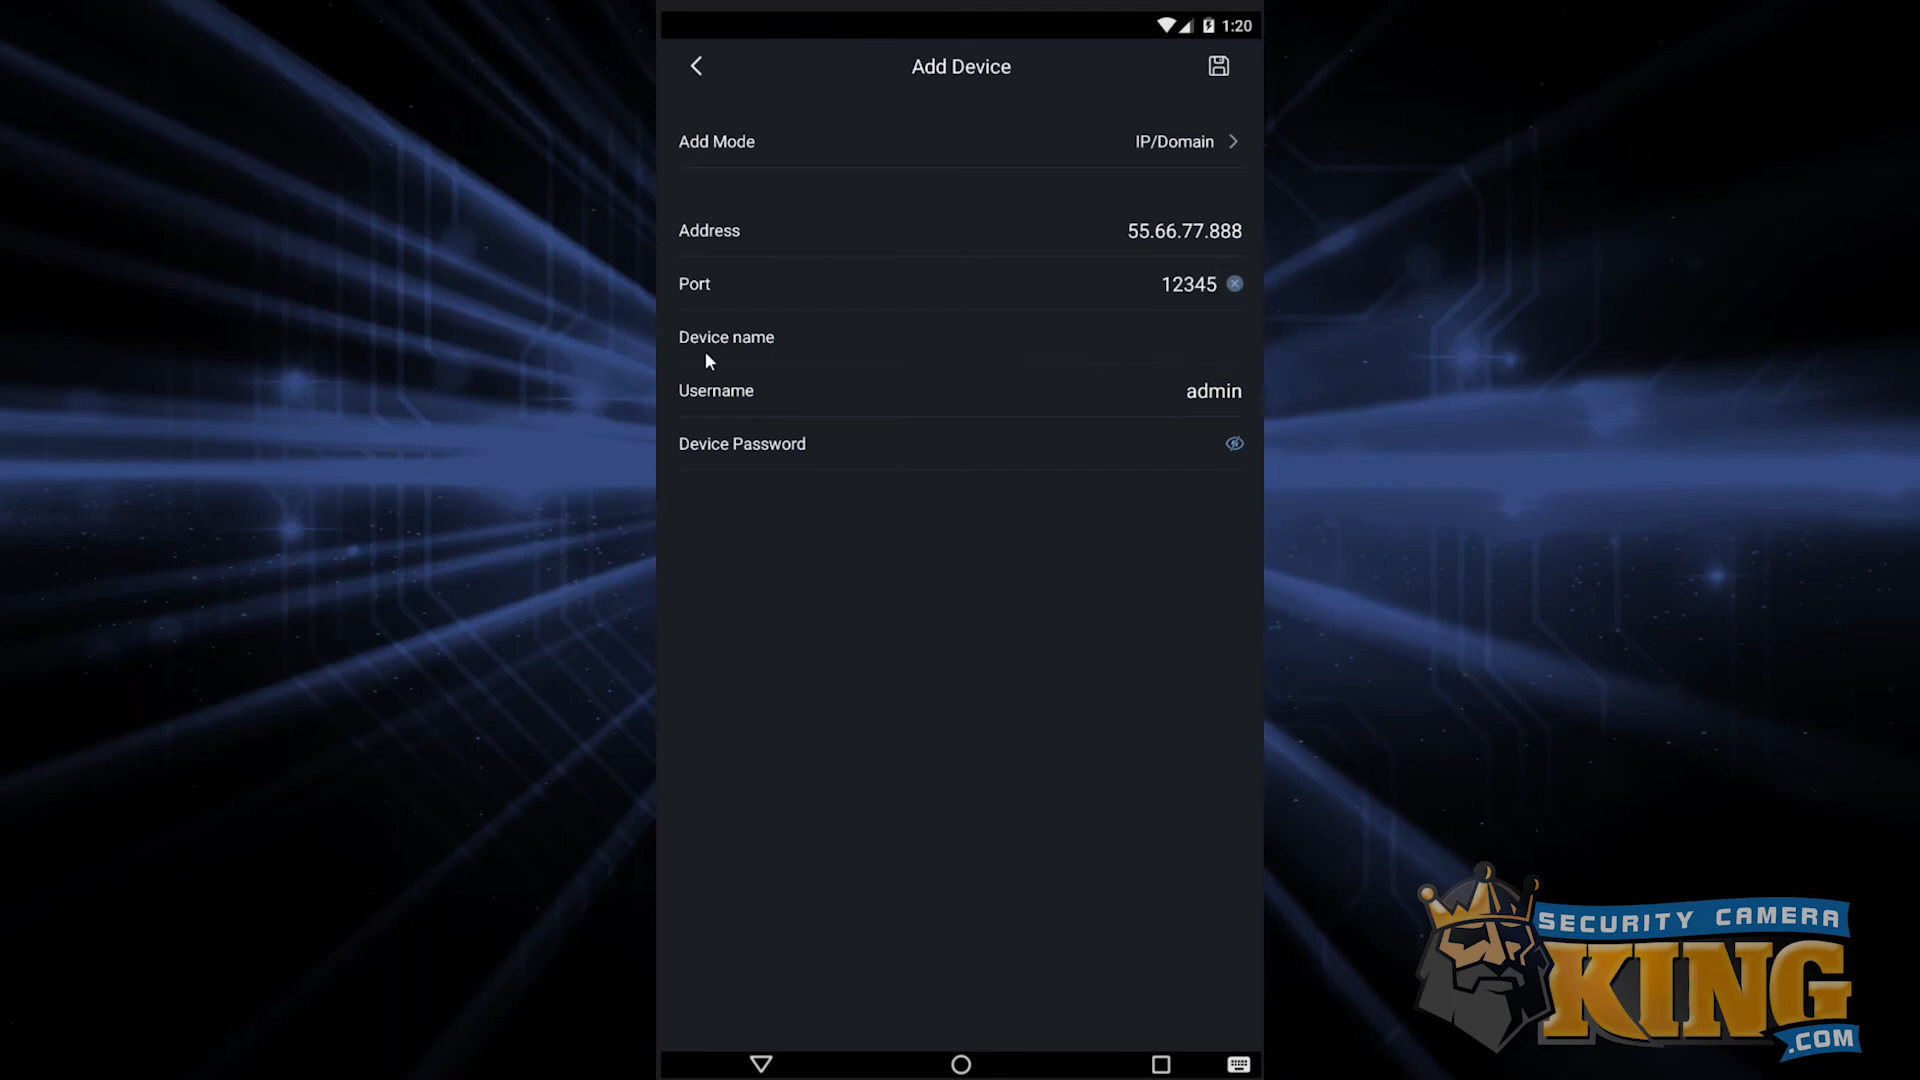 1:20
Add Device
Add Mode IP/Domain
Address 55.66.77.888
Port 12345
Device name
Username admin
Device Password
SECURITY CAMERA
KING
.COM